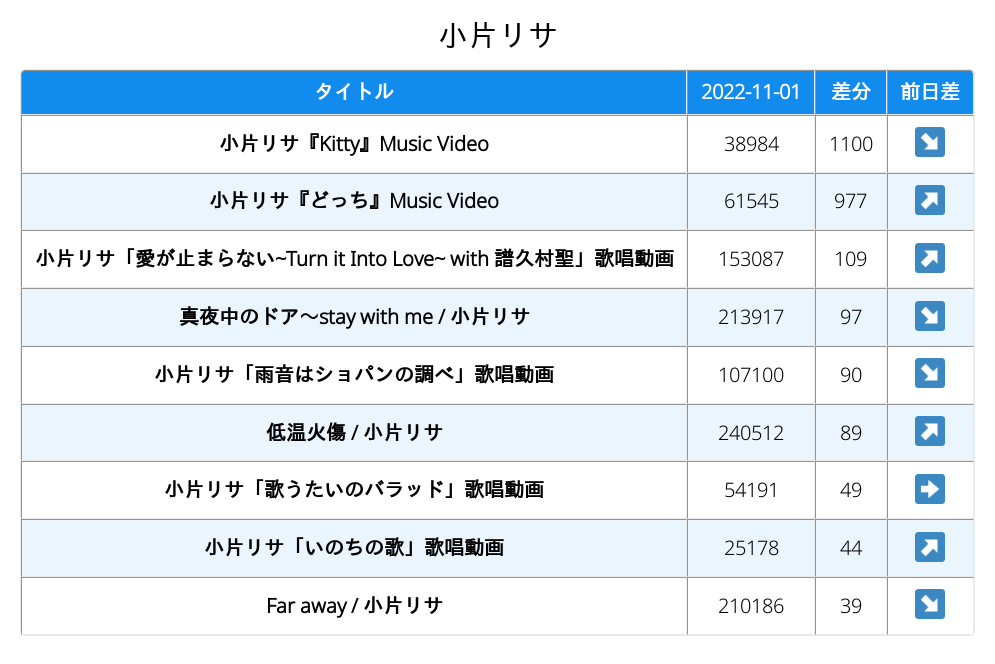 小片リサ
タイトル 2022-11-01 差分 前日差
小片リサ『Kitty』Music Video 38984 1100 ↘
小片リサ『どっち』Music Video 61545 977 ↗
小片リサ「愛が止まらない~Turn it Into Love~ with 譜久村聖」歌唱動画 153087 109 ↗
真夜中のドア〜stay with me / 小片リサ 213917 97 ↘
小片リサ「雨音はショパンの調べ」歌唱動画 107100 90 ↘
低温火傷 / 小片リサ 240512 89 ↗
小片リサ「歌うたいのバラッド」歌唱動画 54191 49 →
小片リサ「いのちの歌」歌唱動画 25178 44 ↗
Far away / 小片リサ 210186 39 ↘